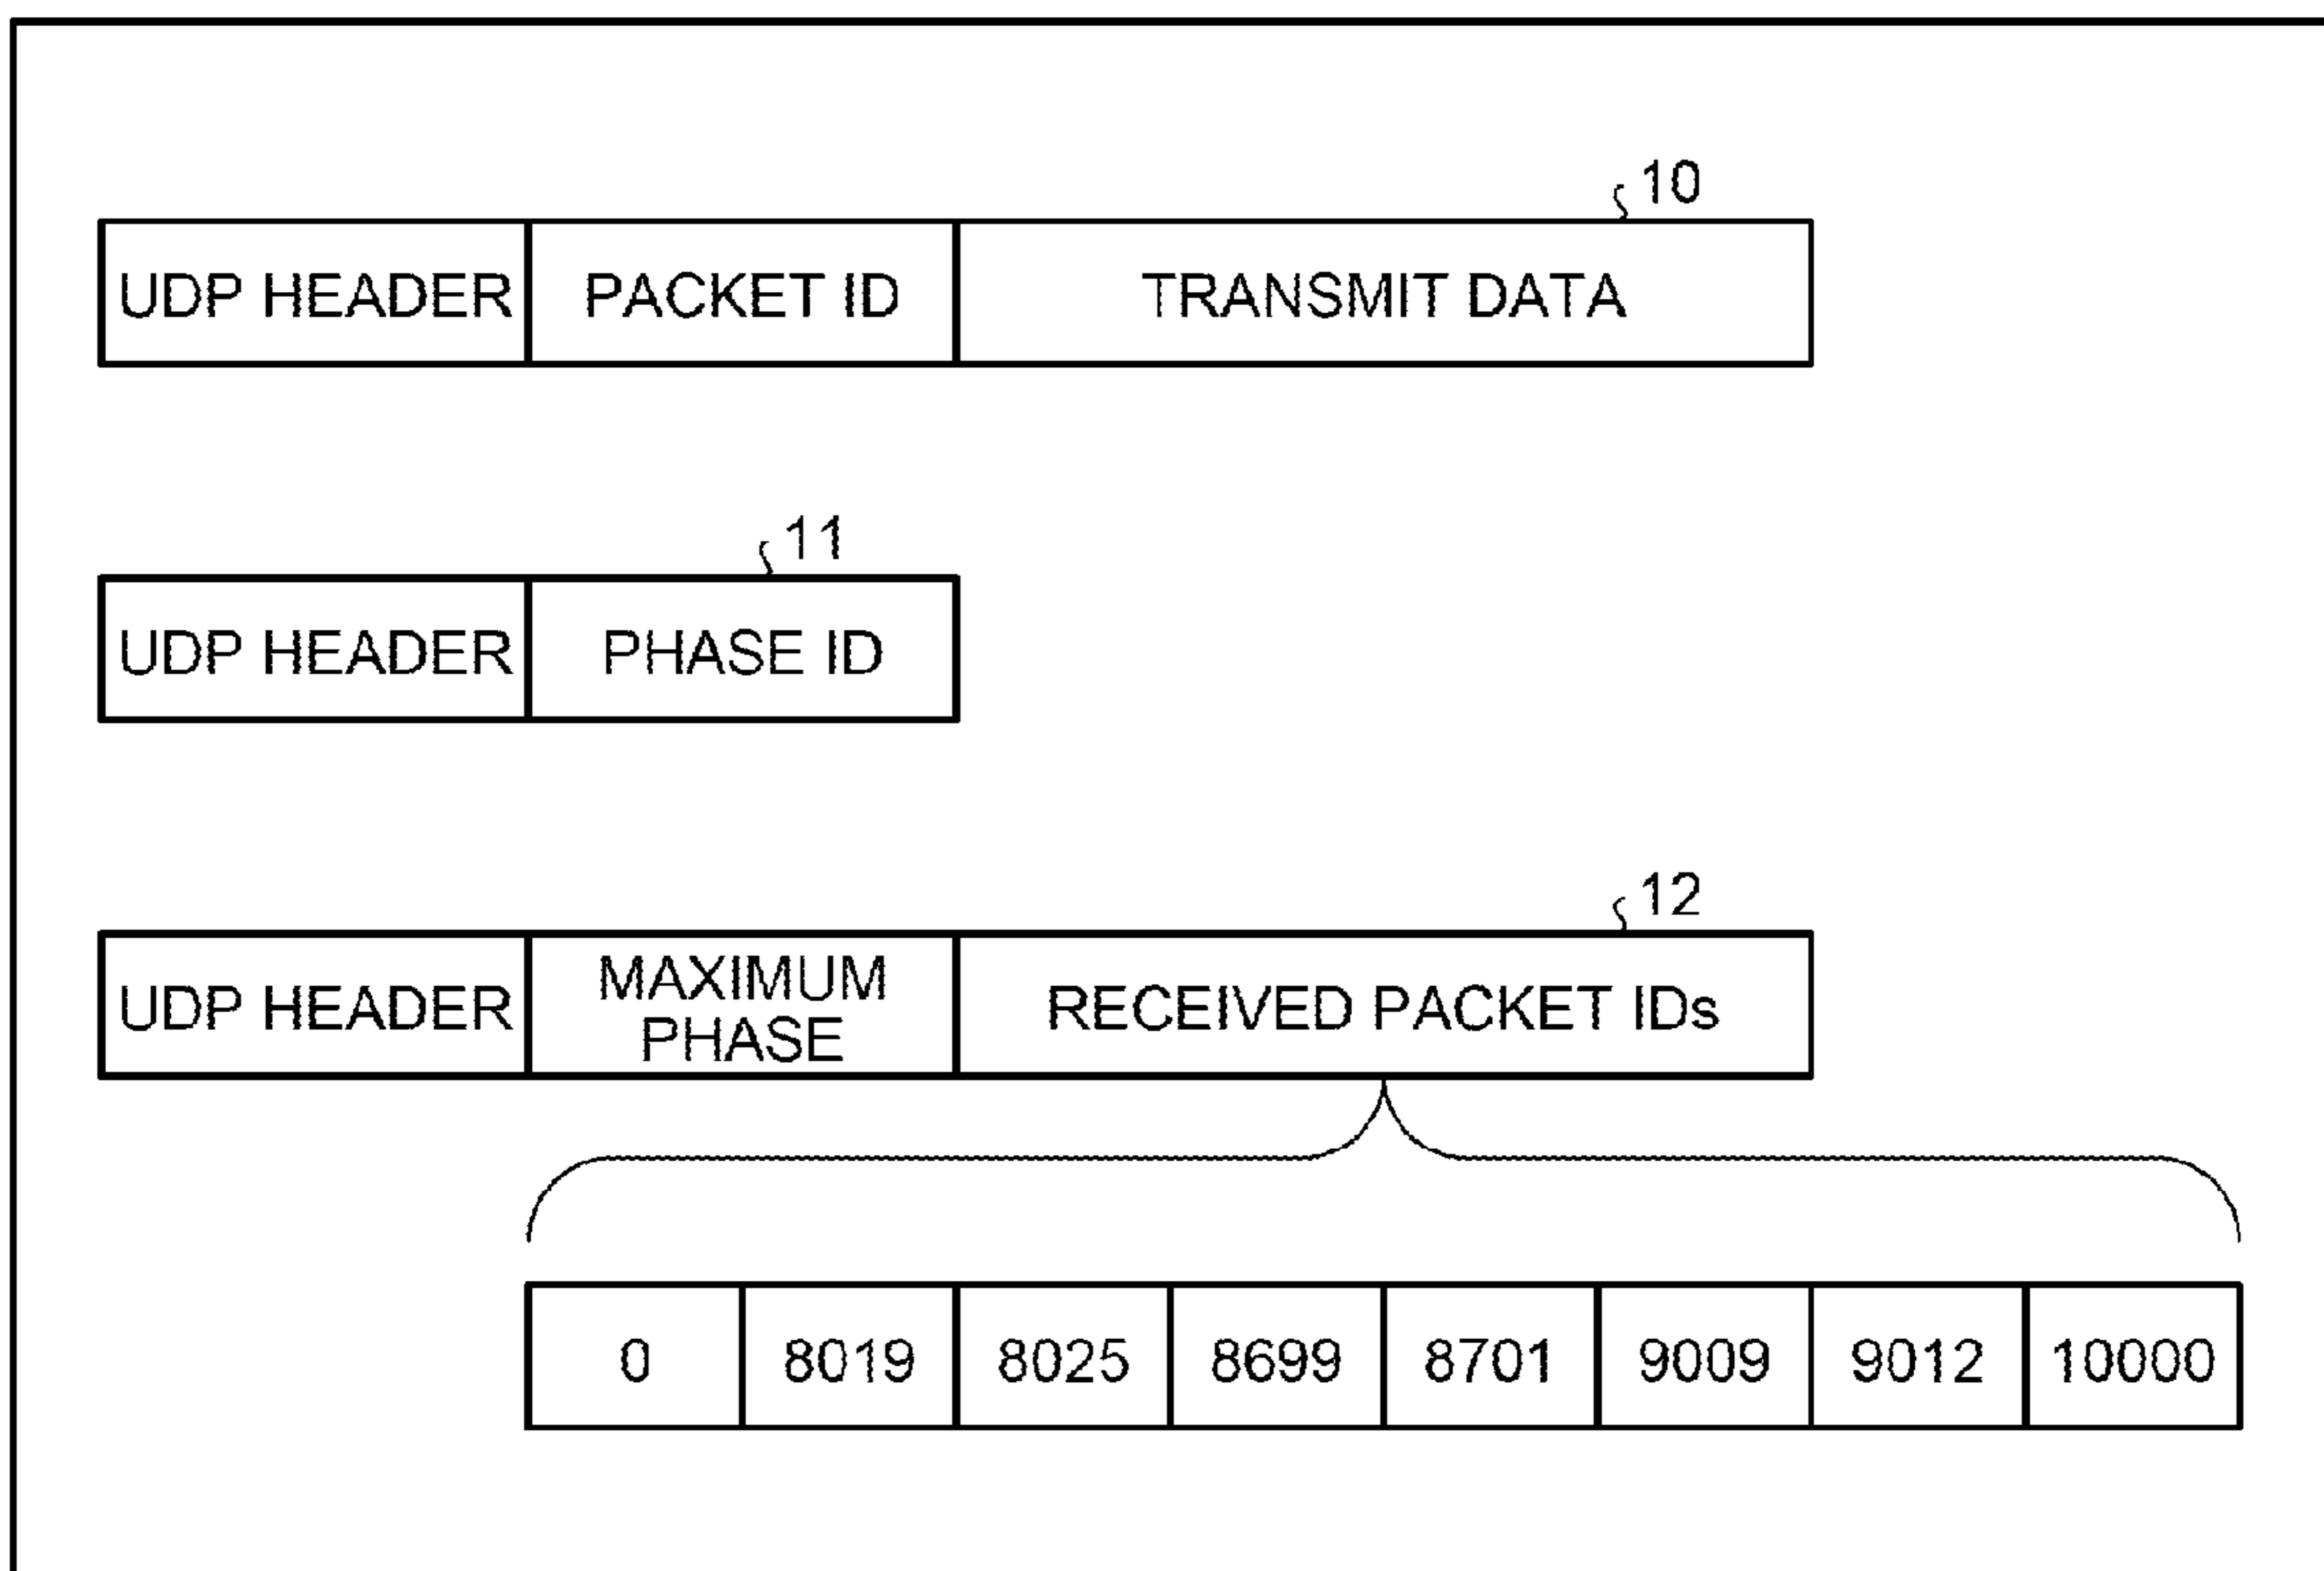 10
UDP HEADER PACKET ID TRANSMIT DATA
11
UDP HEADER PHASE ID
12
UDP HEADER MAXIMUM PHASE RECEIVED PACKET IDs
0 8019 8025 8699 8701 9009 9012 10000